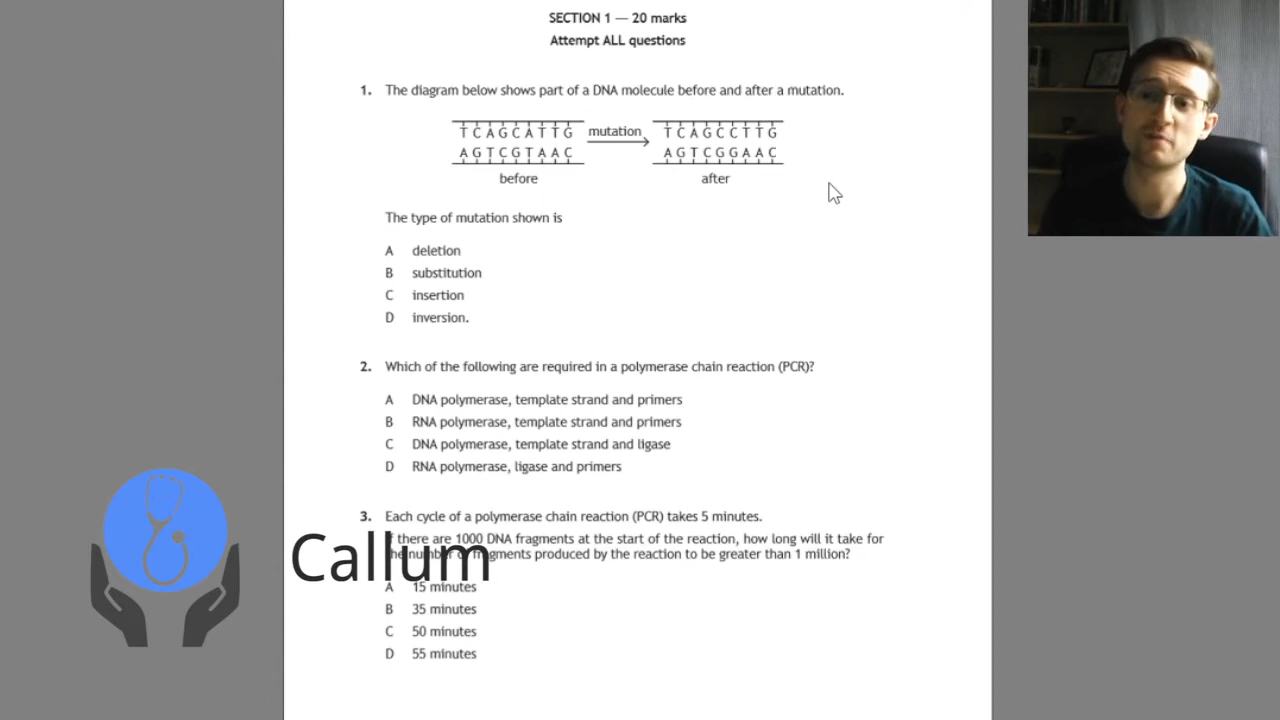 SECTION 1 — 20 marks
Attempt ALL questions
1. The diagram below shows part of a DNA molecule before and after a mutation.
T C A G C A T T G mutation T C A G C C T T G
A G T C G T A A C A G T C G G A A C
before after
The type of mutation shown is
A deletion
B substitution
C insertion
D inversion.
2. Which of the following are required in a polymerase chain reaction (PCR)?
A DNA polymerase, template strand and primers
B RNA polymerase, template strand and primers
C DNA polymerase, template strand and ligase
D RNA polymerase, ligase and primers
3. Each cycle of a polymerase chain reaction (PCR) takes 5 minutes.
If there are 1000 DNA fragments at the start of the reaction, how long will it take for
the number of fragments produced by the reaction to be greater than 1 million?
Callum
A 15 minutes
B 35 minutes
C 50 minutes
D 55 minutes